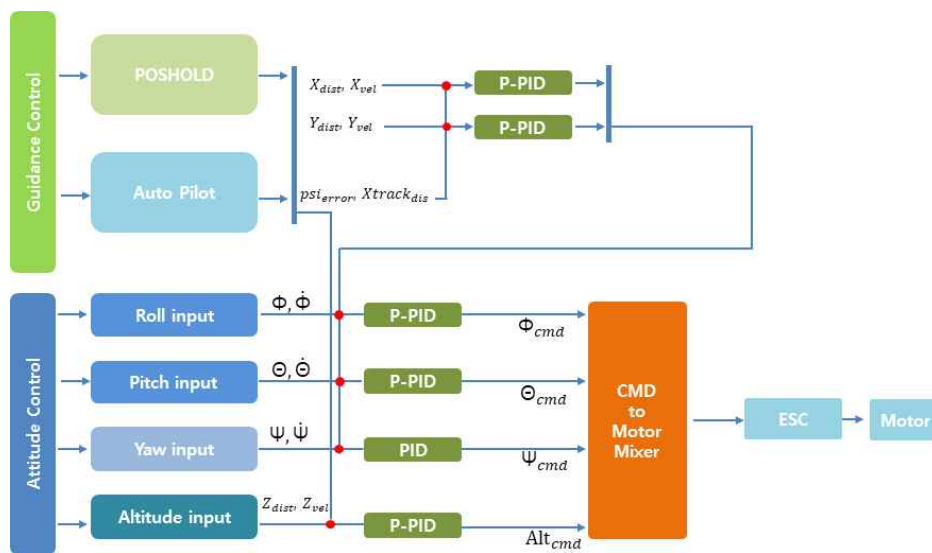 Guidance Control
POSHOLD
Auto Pilot
X_dist, X_vel
Y_dist, Y_vel
psi_error, Xtrack_dis
P-PID
P-PID
Attitude Control
Roll input
Φ, Φ̇
P-PID
Φ_cmd
Pitch input
Θ, Θ̇
P-PID
Θ_cmd
Yaw input
Ψ, Ψ̇
PID
Ψ_cmd
Altitude input
Z_dist, Z_vel
P-PID
Alt_cmd
CMD
to
Motor
Mixer
ESC
Motor